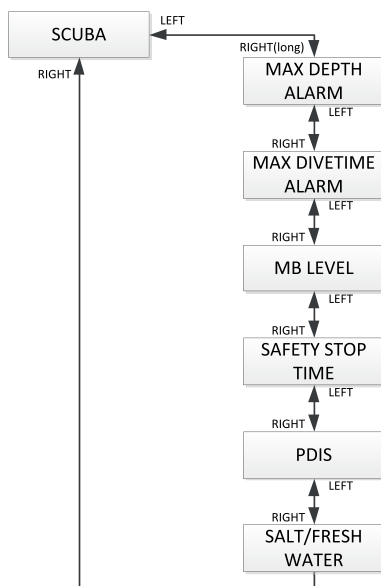 SCUBA
LEFT
RIGHT(long)
RIGHT
MAX DEPTH
ALARM
LEFT
RIGHT
MAX DIVETIME
ALARM
LEFT
RIGHT
MB LEVEL
LEFT
RIGHT
SAFETY STOP
TIME
LEFT
RIGHT
PDIS
LEFT
RIGHT
SALT/FRESH
WATER